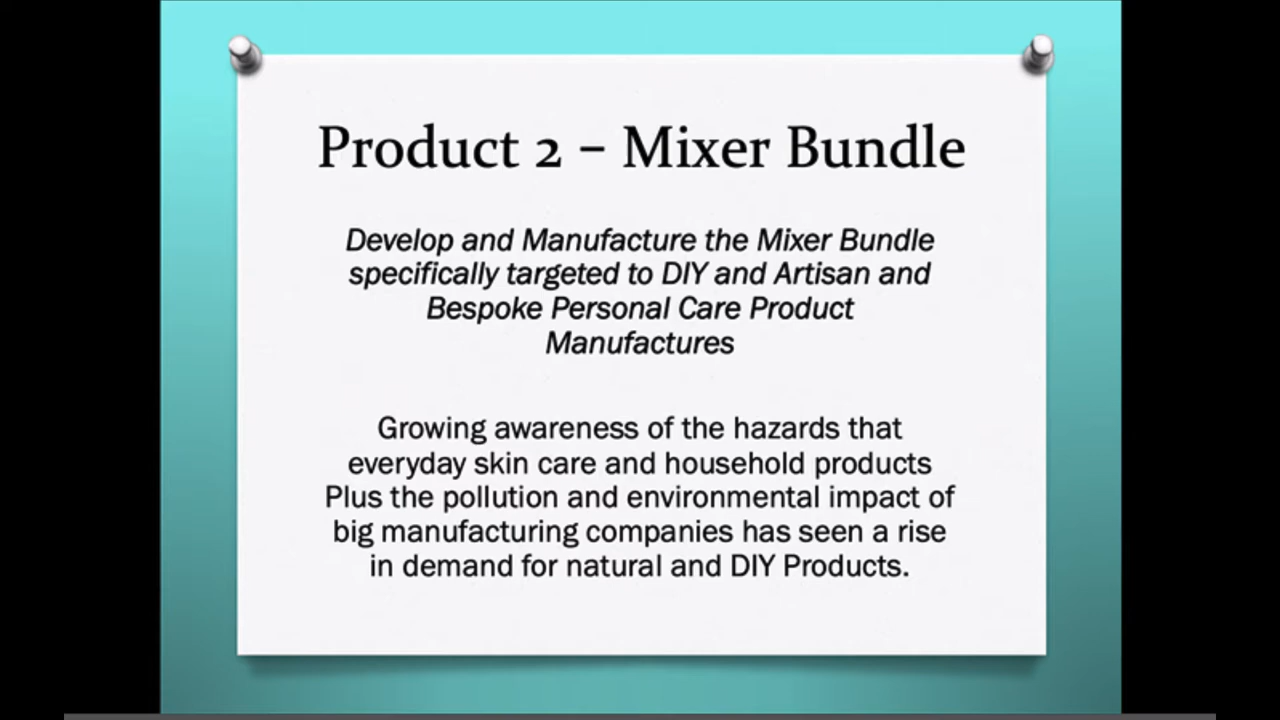 Product 2 – Mixer Bundle
Develop and Manufacture the Mixer Bundle
specifically targeted to DIY and Artisan and
Bespoke Personal Care Product
Manufactures
Growing awareness of the hazards that
everyday skin care and household products
Plus the pollution and environmental impact of
big manufacturing companies has seen a rise
in demand for natural and DIY Products.